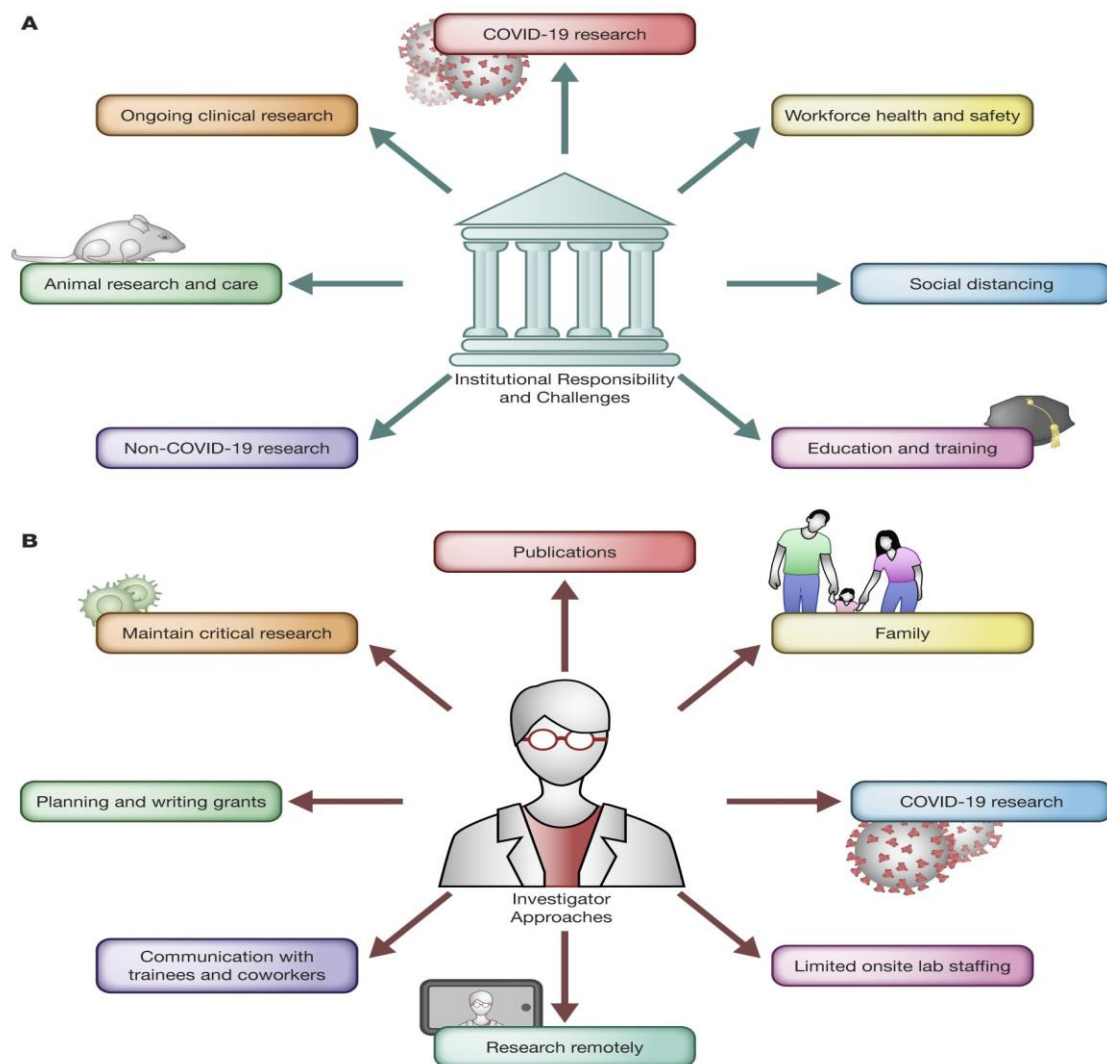 A
COVID-19 research
Ongoing clinical research
Workforce health and safety
Animal research and care
Social distancing
Institutional Responsibility
and Challenges
Non-COVID-19 research
Education and training
B
Publications
Maintain critical research
Family
Planning and writing grants
COVID-19 research
Investigator
Approaches
Communication with
trainees and coworkers
Limited onsite lab staffing
Research remotely